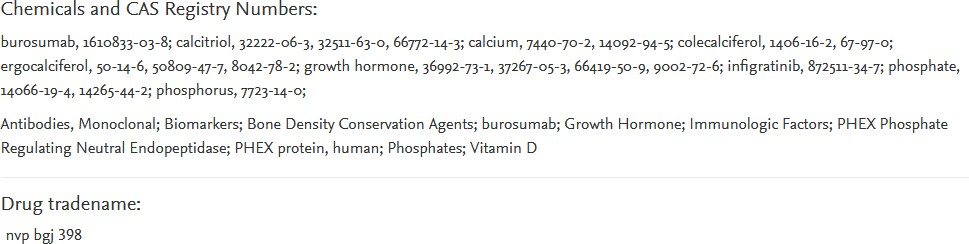 Chemicals and CAS Registry Numbers:
burosumab, 1610833-03-8; calcitriol, 32222-06-3, 32511-63-0, 66772-14-3; calcium, 7440-70-2, 14092-94-5; colecalciferol, 1406-16-2, 67-97-0;
ergocalciferol, 50-14-6, 50809-47-7, 8042-78-2; growth hormone, 36992-73-1, 37267-05-3, 66419-50-9, 9002-72-6; infigratinib, 872511-34-7; phosphate,
14066-19-4, 14265-44-2; phosphorus, 7723-14-0;
Antibodies, Monoclonal; Biomarkers; Bone Density Conservation Agents; burosumab; Growth Hormone; Immunologic Factors; PHEX Phosphate
Regulating Neutral Endopeptidase; PHEX protein, human; Phosphates; Vitamin D
Drug tradename:
nvp bgj 398